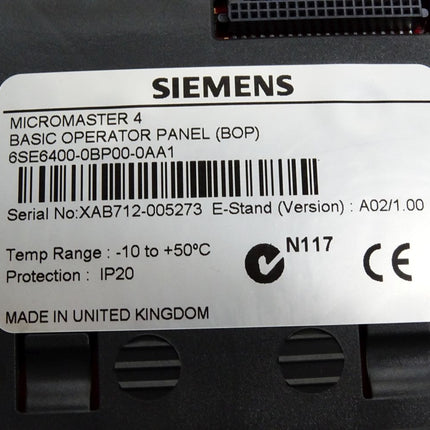 SIEMENS
MICROMASTER 4
BASIC OPERATOR PANEL (BOP)
6SE6400-0BP00-0AA1
Serial No:XAB712-005273 E-Stand (Version) : A02/1.00
Temp Range : -10 to +50°C
N117
CE
Protection : IP20
MADE IN UNITED KINGDOM